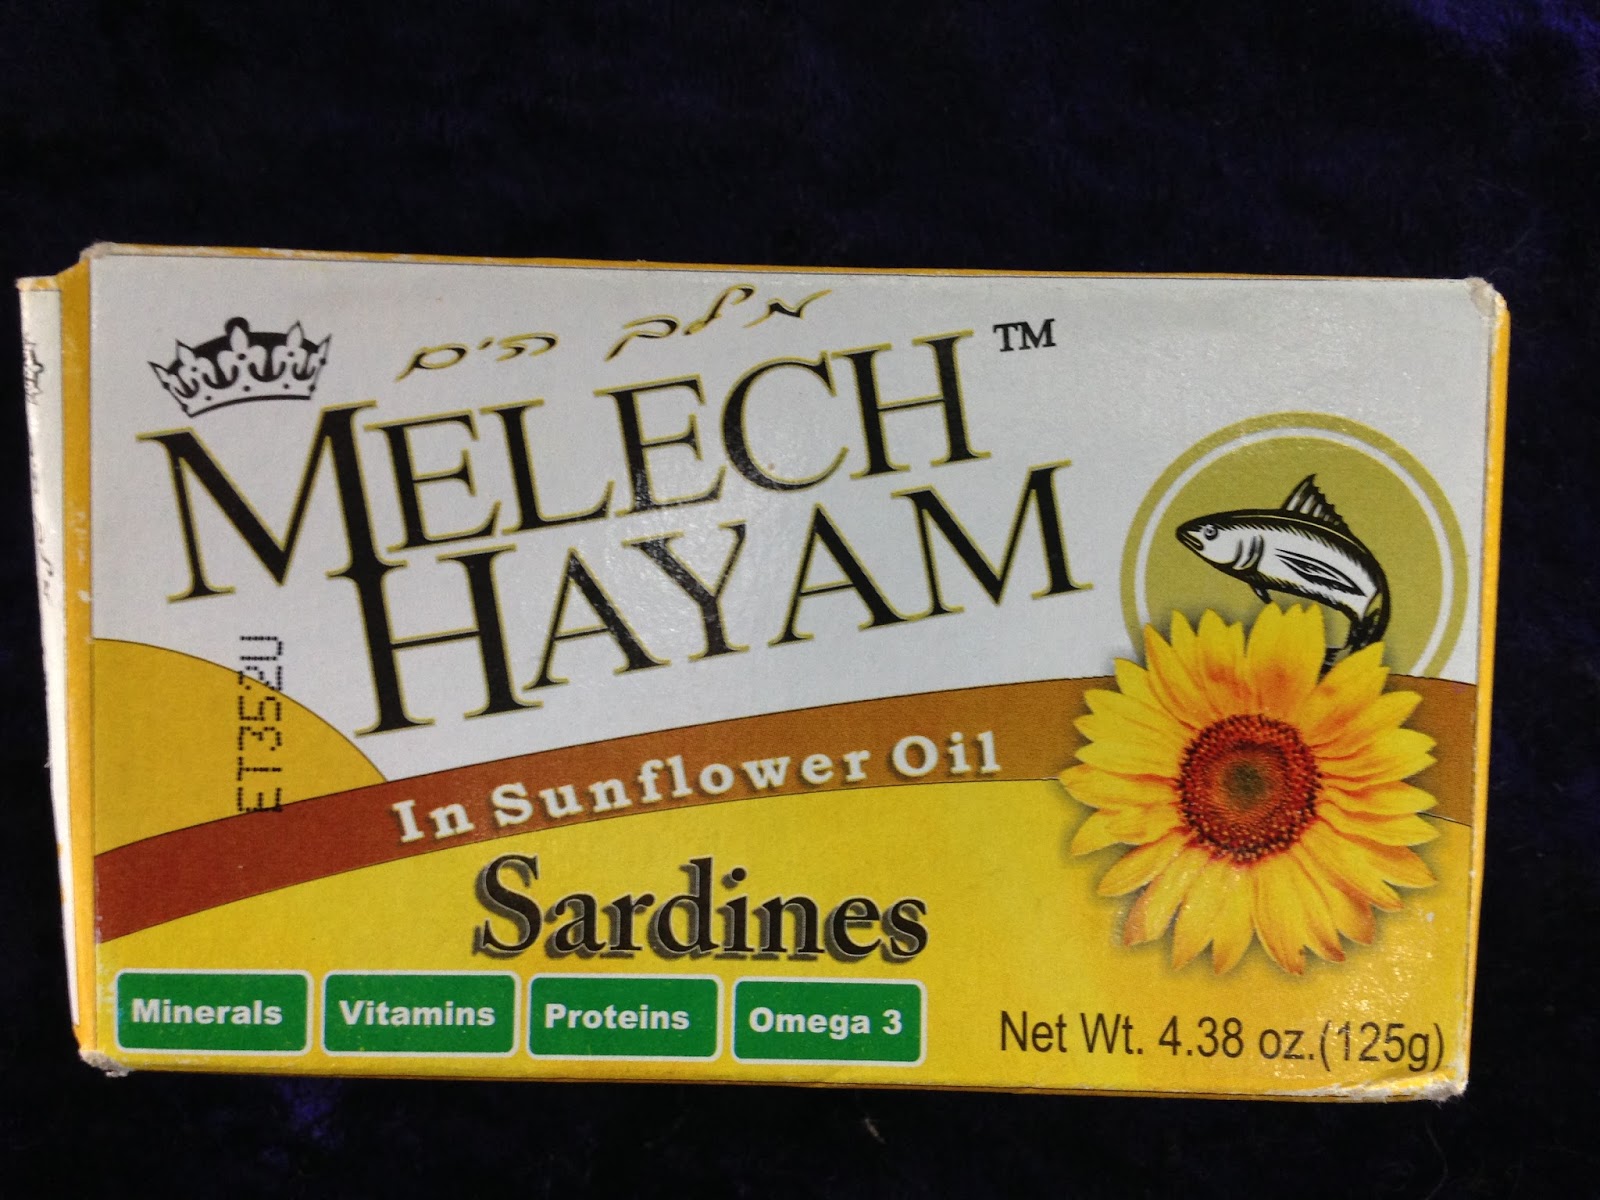 מלך הים
MELECH
HAYAM
TM
ET352U
In Sunflower Oil
Sardines
Minerals
Vitamins
Proteins
Omega 3
Net Wt. 4.38 oz.(125g)